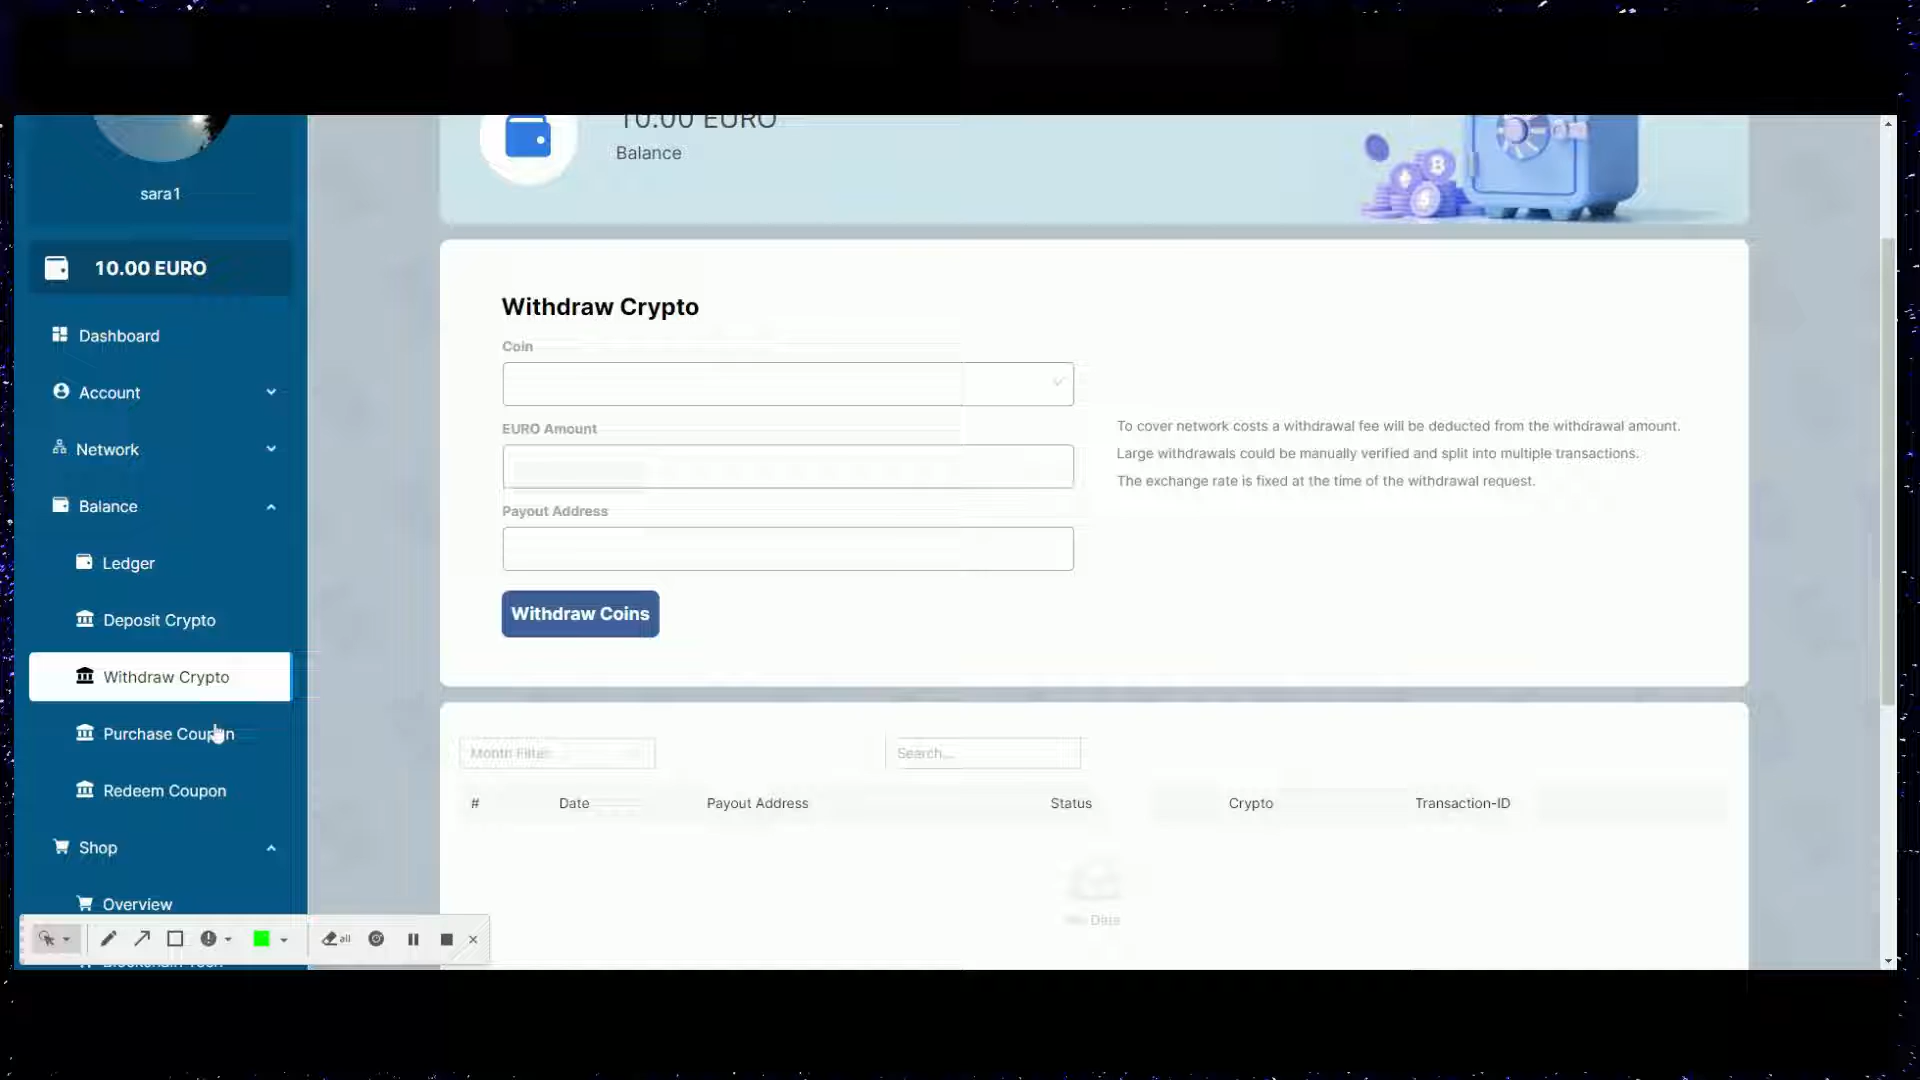 10.00 EURO
Balance
sara1
10.00 EURO
Dashboard
Account
Network
Balance
Ledger
Deposit Crypto
Withdraw Crypto
Purchase Coupon
Redeem Coupon
Shop
Overview
Withdraw Crypto
Coin
EURO Amount
Payout Address
Withdraw Coins
To cover network costs a withdrawal fee will be deducted from the withdrawal amount.
Large withdrawals could be manually verified and split into multiple transactions.
The exchange rate is fixed at the time of the withdrawal request.
Month Filter
Search...
# Date Payout Address Status Crypto Transaction-ID
No Data
all